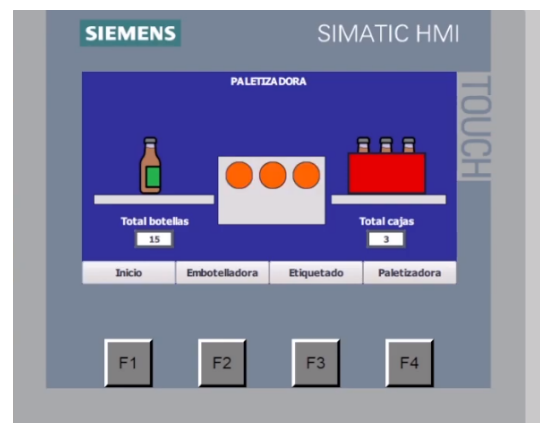 SIEMENS
SIMATIC HMI
TOUCH
PALETIZADORA
Total botellas
15
Total cajas
3
Inicio
Embotelladora
Etiquetado
Paletizadora
F1
F2
F3
F4